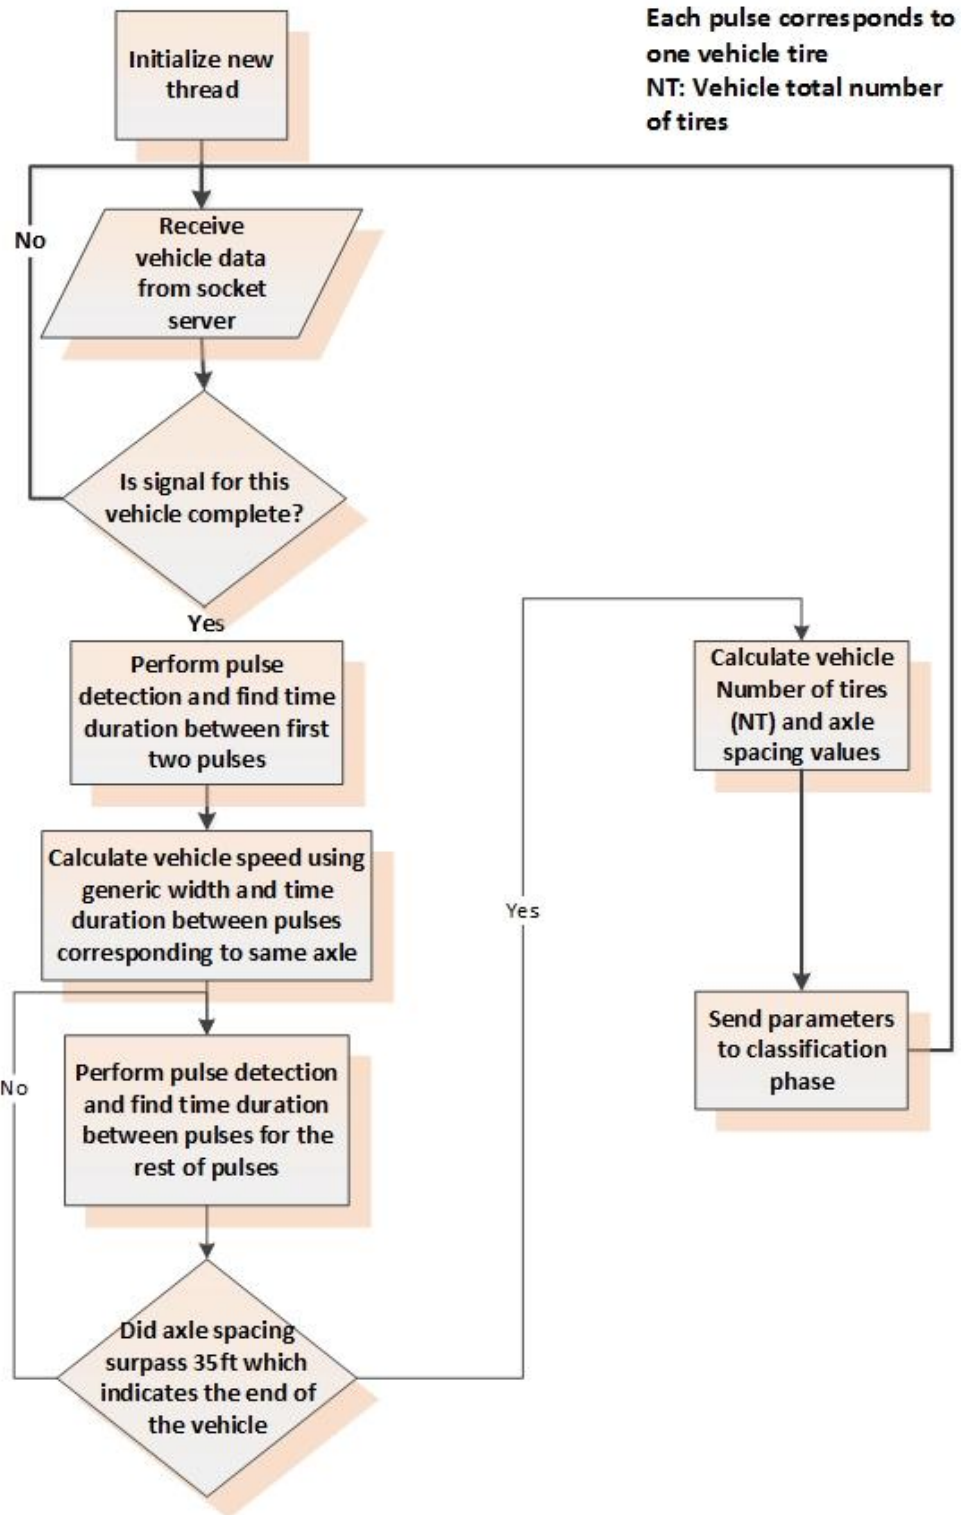 Each pulse corresponds to
one vehicle tire
NT: Vehicle total number
of tires
Initialize new
thread
No
Receive
vehicle data
from socket
server
Is signal for this
vehicle complete?
Yes
Perform pulse
detection and find time
duration between first
two pulses
Calculate vehicle speed using
generic width and time
duration between pulses
corresponding to same axle
No
Perform pulse detection
and find time duration
between pulses for the
rest of pulses
Did axle spacing
surpass 35ft which
indicates the end of
the vehicle
Yes
Calculate vehicle
Number of tires
(NT) and axle
spacing values
Send parameters
to classification
phase